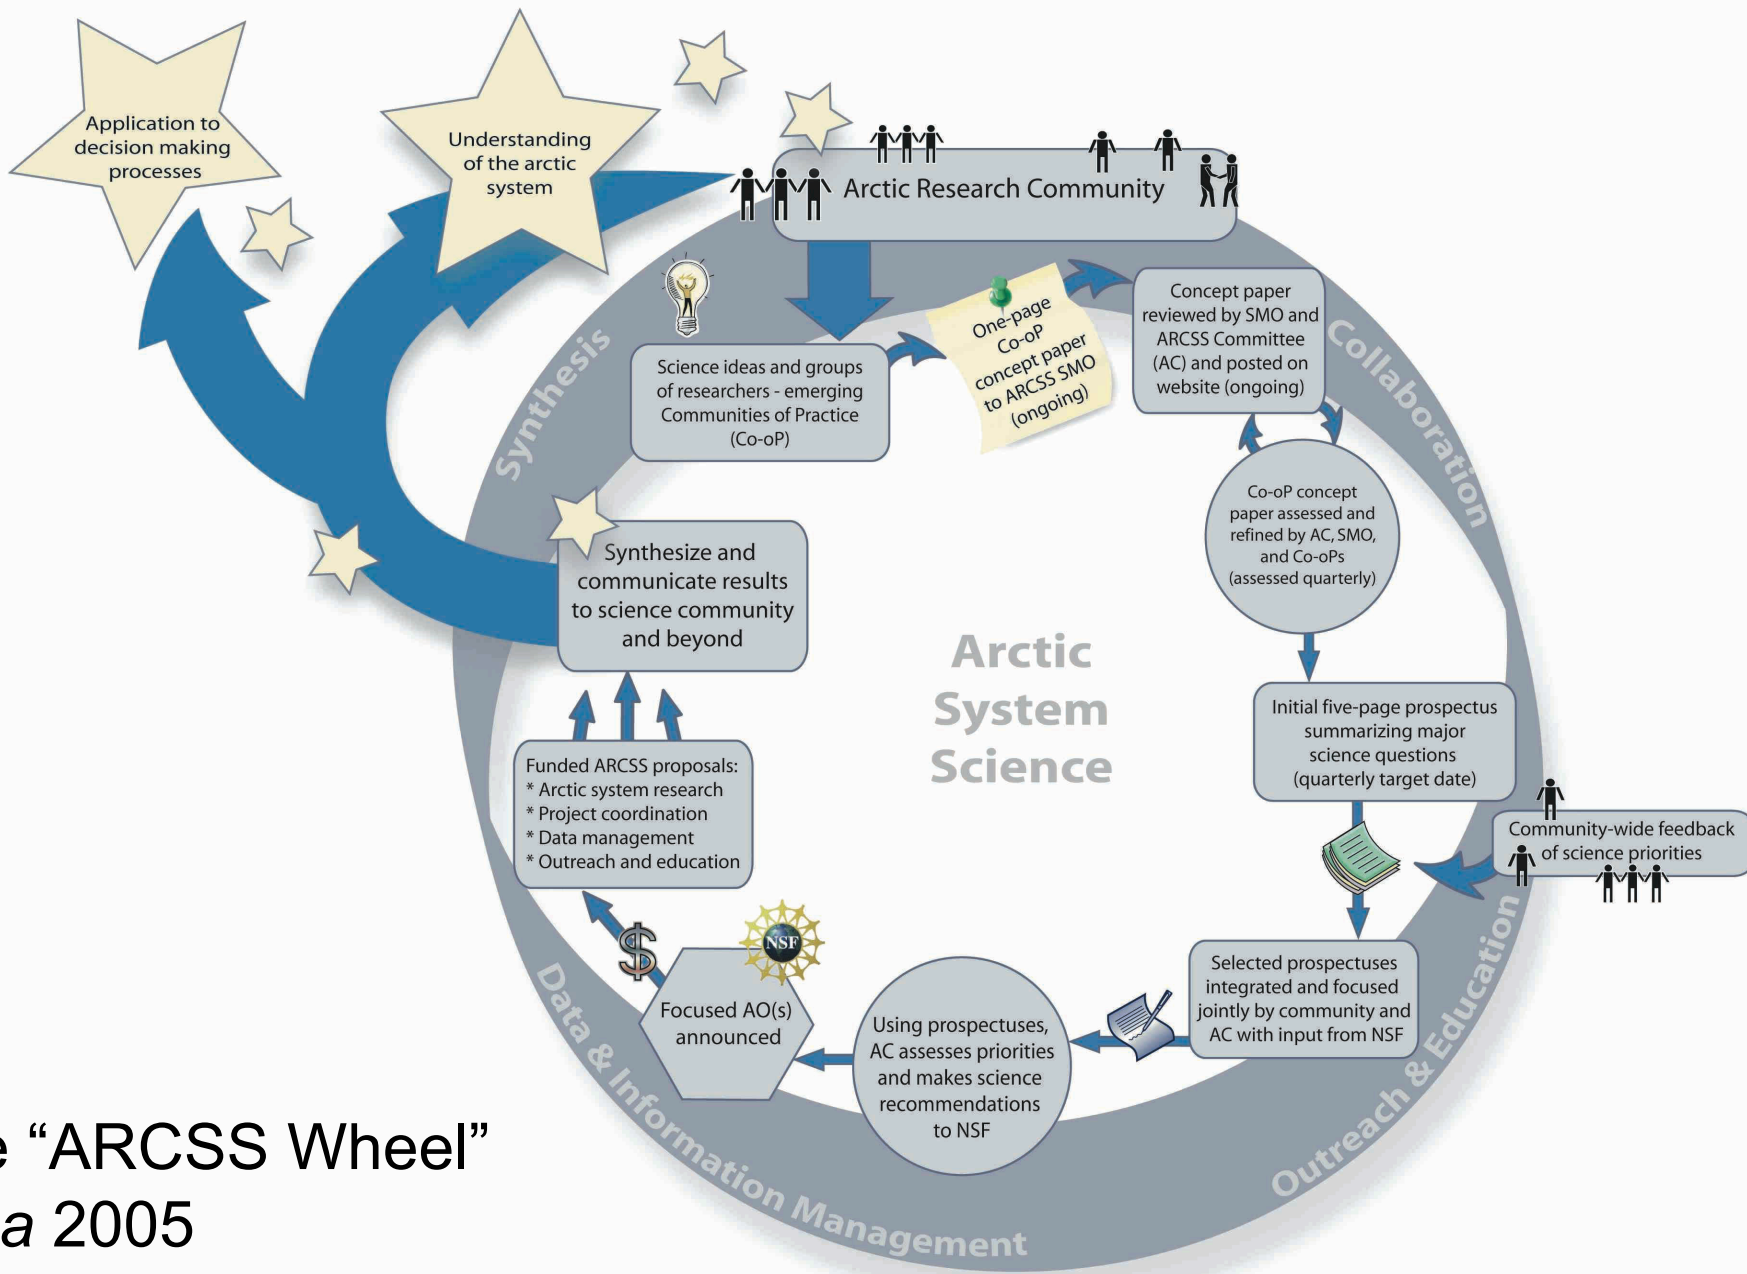 Application to
decision making
processes
Understanding
of the arctic
system
Arctic Research Community
Science ideas and groups
of researchers - emerging
Communities of Practice
(Co-oP)
One-page
Co-oP
concept paper
to ARCSS SMO
(ongoing)
Concept paper
reviewed by SMO and
ARCSS Committee
(AC) and posted on
website (ongoing)
Co-oP concept
paper assessed and
refined by AC, SMO,
and Co-oPs
(assessed quarterly)
Initial five-page prospectus
summarizing major
science questions
(quarterly target date)
Community-wide feedback
of science priorities
Selected prospectuses
integrated and focused
jointly by community and
AC with input from NSF
Using prospectuses,
AC assesses priorities
and makes science
recommendations
to NSF
Focused AO(s)
announced
NSF
$
Funded ARCSS proposals:
* Arctic system research
* Project coordination
* Data management
* Outreach and education
Synthesize and
communicate results
to science community
and beyond
Arctic
System
Science
Synthesis
Collaboration
Outreach & Education
Data & Information Management
e “ARCSS Wheel”
a 2005